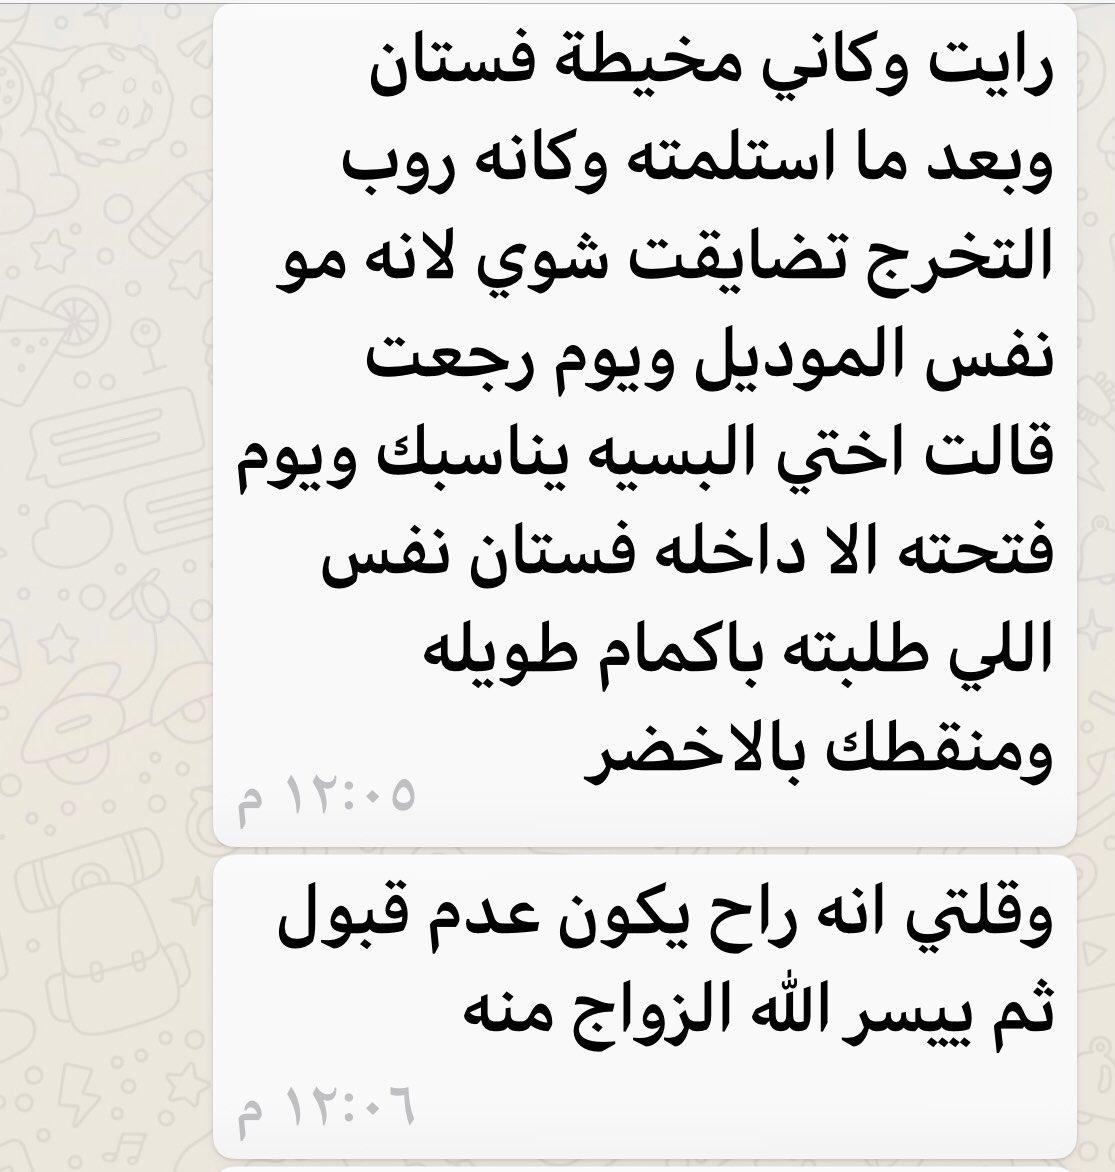 رايت وكاني مخيطة فستان
وبعد ما استلمته وكانه روب
التخرج تضايقت شوي لانه مو
نفس الموديل ويوم رجعت
قالت اختي البسيه يناسبك ويوم
فتحته الا داخله فستان نفس
اللي طلبته باكمام طويله
ومنقطك بالاخضر
١٢:٠٥ م
وقلتي انه راح يكون عدم قبول
ثم ييسر الله الزواج منه
١٢:٠٦ م